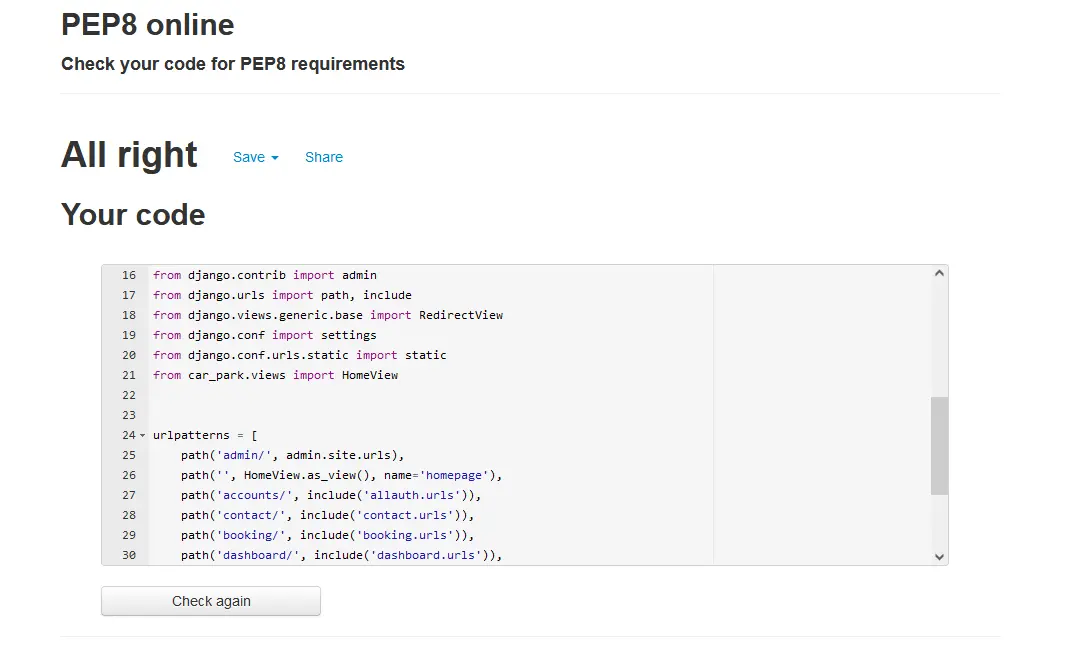 PEP8 online
Check your code for PEP8 requirements
All right Save Share
Your code
16 from django.contrib import admin
17 from django.urls import path, include
18 from django.views.generic.base import RedirectView
19 from django.conf import settings
20 from django.conf.urls.static import static
21 from car_park.views import HomeView
22
23
24 urlpatterns = [
25     path('admin/', admin.site.urls),
26     path('', HomeView.as_view(), name='homepage'),
27     path('accounts/', include('allauth.urls')),
28     path('contact/', include('contact.urls')),
29     path('booking/', include('booking.urls')),
30     path('dashboard/', include('dashboard.urls')),
Check again